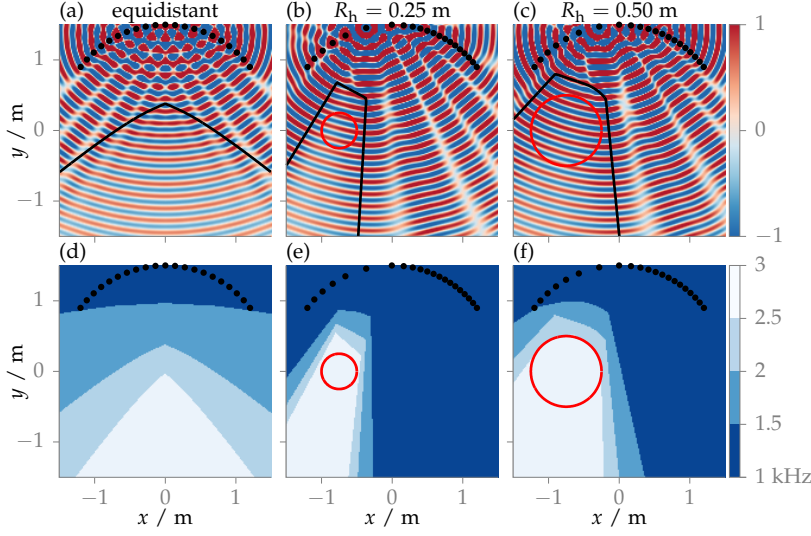 (a) equidistant (b) R_h = 0.25 m (c) R_h = 0.50 m
1
0
−1
y / m
1
0
−1
(d) (e) (f)
1
0
−1
y / m
3
2.5
2
1.5
1 kHz
−1 0 1 −1 0 1 −1 0 1
x / m x / m x / m